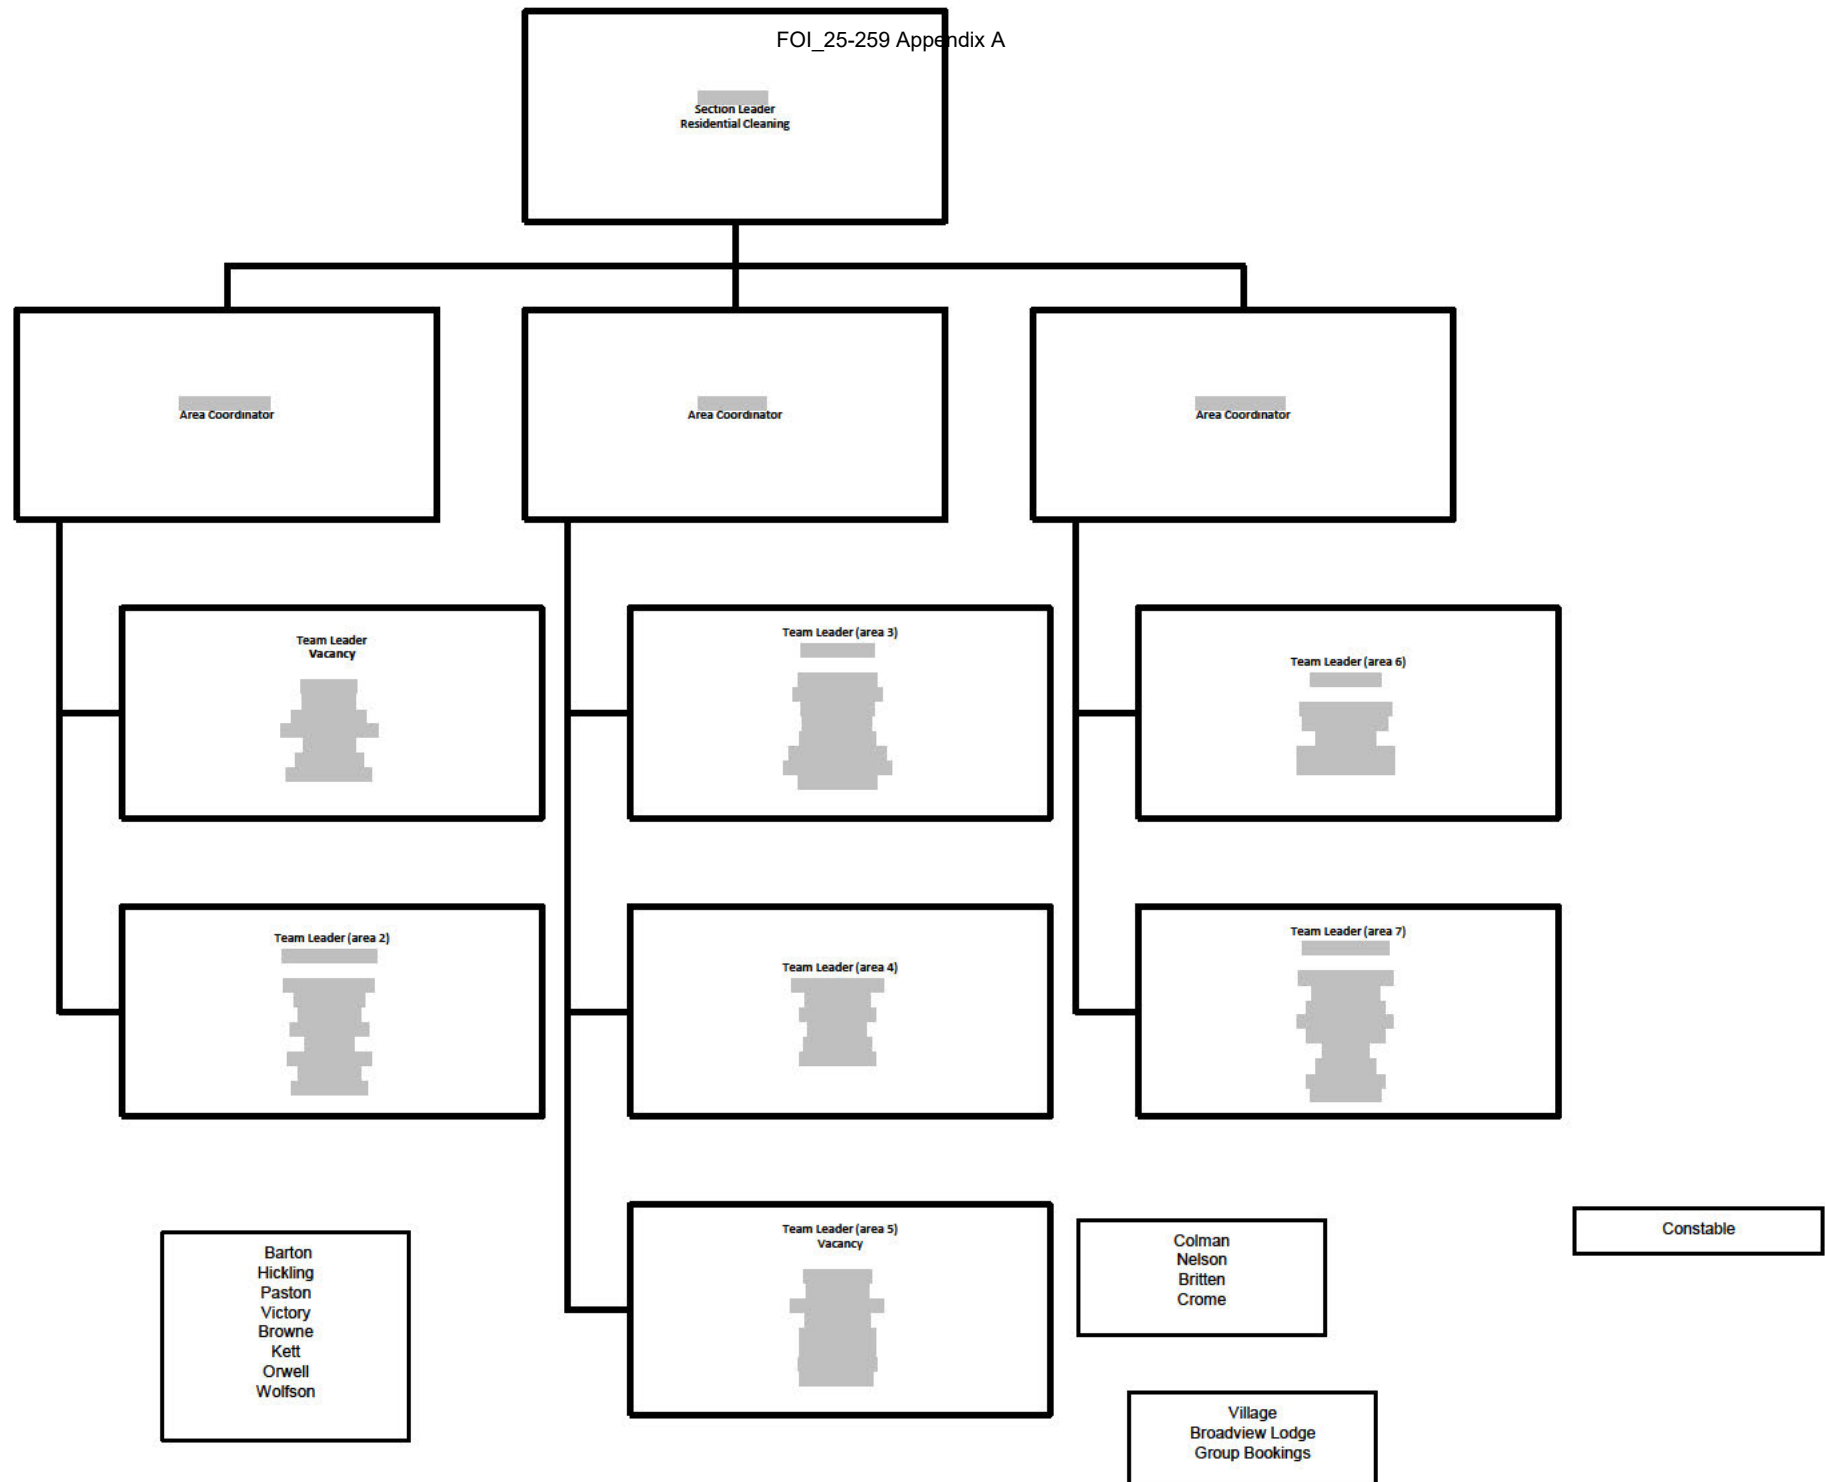 FOI_25-259 Appendix A
Section Leader
Residential Cleaning
Area Coordinator
Area Coordinator
Area Coordinator
Team Leader
Vacancy
Team Leader (area 3)
Team Leader (area 6)
Team Leader (area 2)
Team Leader (area 4)
Team Leader (area 7)
Team Leader (area 5)
Vacancy
Barton
Hickling
Paston
Victory
Browne
Kett
Orwell
Wolfson
Colman
Nelson
Britten
Crome
Constable
Village
Broadview Lodge
Group Bookings